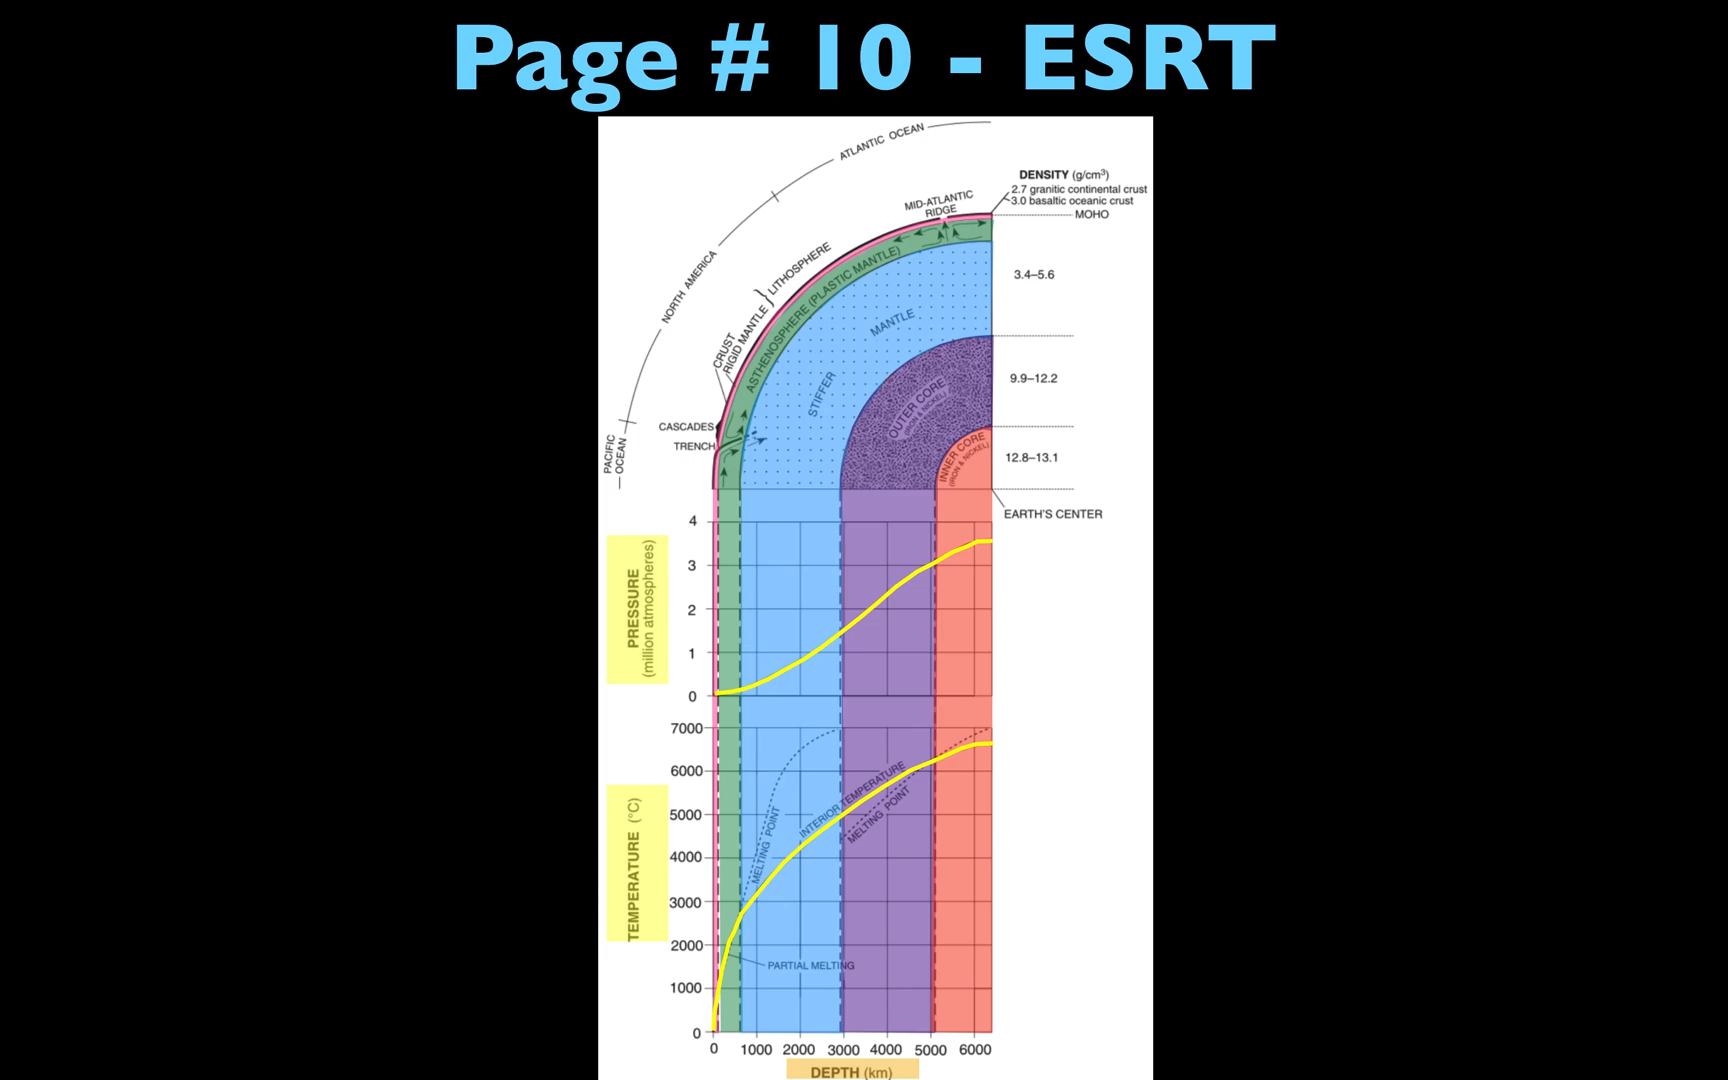 Page # 10 - ESRT
ATLANTIC OCEAN
DENSITY (g/cm³)
2.7 granitic continental crust
3.0 basaltic oceanic crust
MOHO
MID-ATLANTIC
RIDGE
NORTH AMERICA
LITHOSPHERE
CRUST
RIGID MANTLE
ASTHENOSPHERE (PLASTIC MANTLE)
3.4–5.6
MANTLE
STIFFER
9.9–12.2
OUTER CORE
(IRON & NICKEL)
CASCADES
TRENCH
PACIFIC
OCEAN
INNER CORE
(IRON & NICKEL)
12.8–13.1
EARTH'S CENTER
PRESSURE
(million atmospheres)
4
3
2
1
0
TEMPERATURE (°C)
7000
6000
5000
4000
3000
2000
1000
0
MELTING POINT
INTERIOR TEMPERATURE
MELTING POINT
PARTIAL MELTING
0 1000 2000 3000 4000 5000 6000
DEPTH (km)